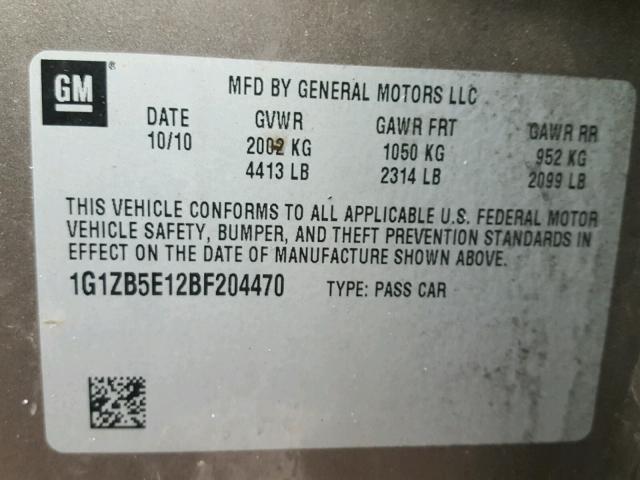 GM ®
MFD BY GENERAL MOTORS LLC
DATE GVWR GAWR FRT GAWR RR
10/10 2002 KG 1050 KG 952 KG
4413 LB 2314 LB 2099 LB
THIS VEHICLE CONFORMS TO ALL APPLICABLE U.S. FEDERAL MOTOR
VEHICLE SAFETY, BUMPER, AND THEFT PREVENTION STANDARDS IN
EFFECT ON THE DATE OF MANUFACTURE SHOWN ABOVE.
1G1ZB5E12BF204470 TYPE: PASS CAR